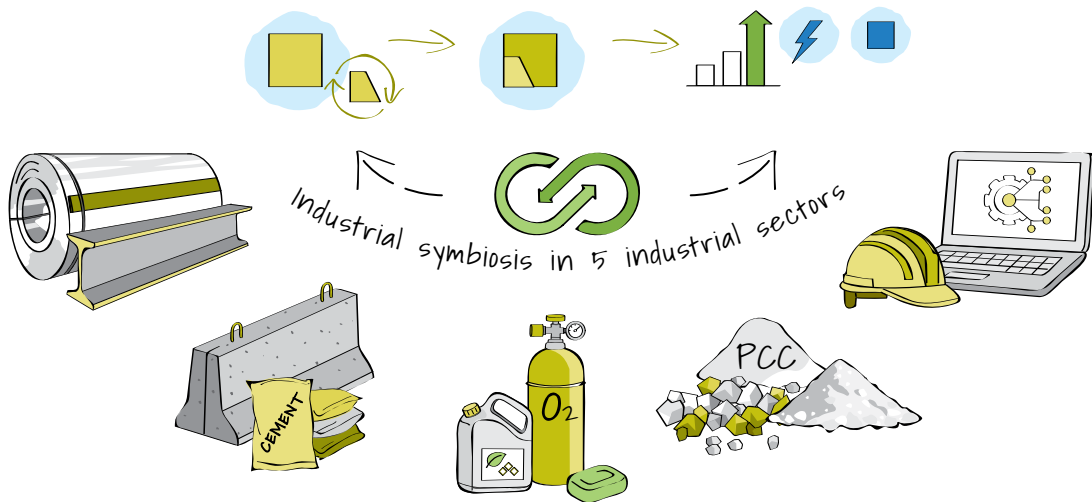 Industrial symbiosis in 5 industrial sectors
CEMENT
O₂
PCC